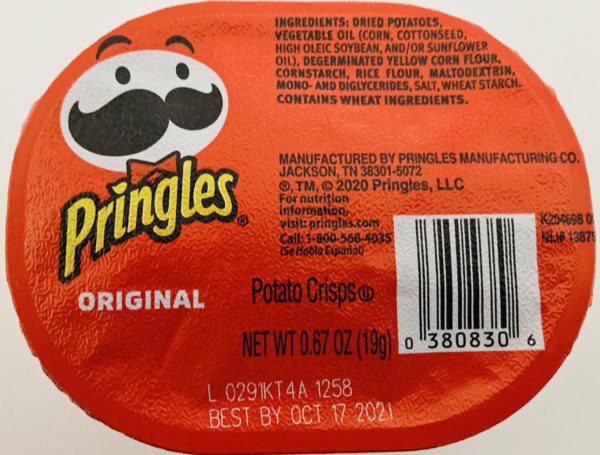 INGREDIENTS: DRIED POTATOES,
VEGETABLE OIL (CORN, COTTONSEED,
HIGH OLEIC SOYBEAN, AND/OR SUNFLOWER
OIL), DEGERMINATED YELLOW CORN FLOUR,
CORNSTARCH, RICE FLOUR, MALTODEXTRIN,
MONO- AND DIGLYCERIDES, SALT, WHEAT STARCH.
CONTAINS WHEAT INGREDIENTS.
MANUFACTURED BY PRINGLES MANUFACTURING CO.
JACKSON, TN 38301-5072
®, TM, © 2020 Pringles, LLC
For nutrition
information,
visit: pringles.com
Call: 1-800-568-4035
(Se Habla Español)
Pringles®
ORIGINAL
Potato Crisps Ⓤ
NET WT 0.67 OZ (19g)
0 380830 6
L 0291KT4A 1258
BEST BY OCT 17 2021